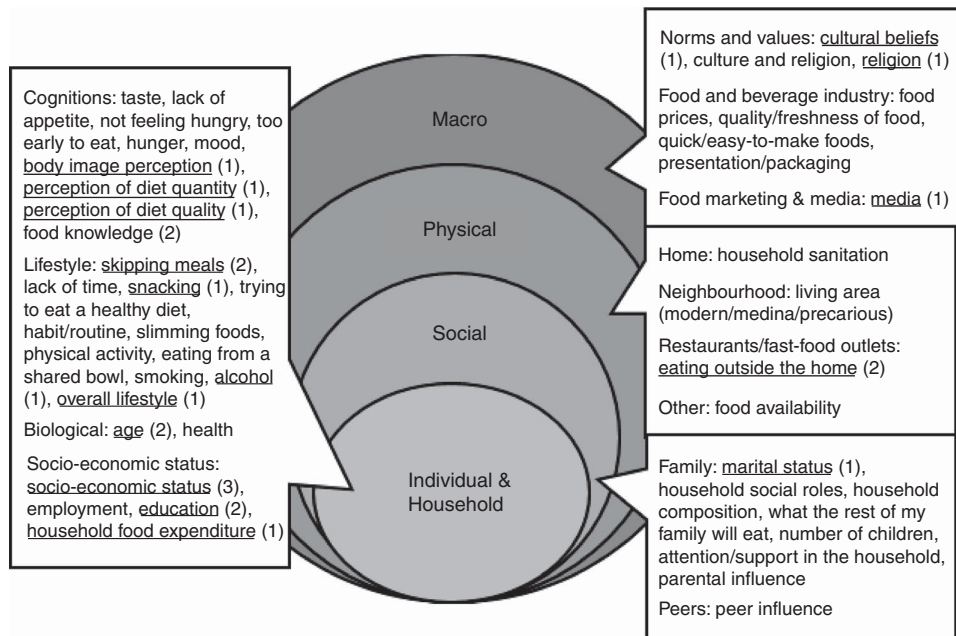 Cognitions: taste, lack of
appetite, not feeling hungry, too
early to eat, hunger, mood,
body image perception (1),
perception of diet quantity (1),
perception of diet quality (1),
food knowledge (2)
Lifestyle: skipping meals (2),
lack of time, snacking (1), trying
to eat a healthy diet,
habit/routine, slimming foods,
physical activity, eating from a
shared bowl, smoking, alcohol
(1), overall lifestyle (1)
Biological: age (2), health
Socio-economic status:
socio-economic status (3),
employment, education (2),
household food expenditure (1)
Macro
Physical
Social
Individual &
Household
Norms and values: cultural beliefs
(1), culture and religion, religion (1)
Food and beverage industry: food
prices, quality/freshness of food,
quick/easy-to-make foods,
presentation/packaging
Food marketing & media: media (1)
Home: household sanitation
Neighbourhood: living area
(modern/medina/precarious)
Restaurants/fast-food outlets:
eating outside the home (2)
Other: food availability
Family: marital status (1),
household social roles, household
composition, what the rest of my
family will eat, number of children,
attention/support in the household,
parental influence
Peers: peer influence